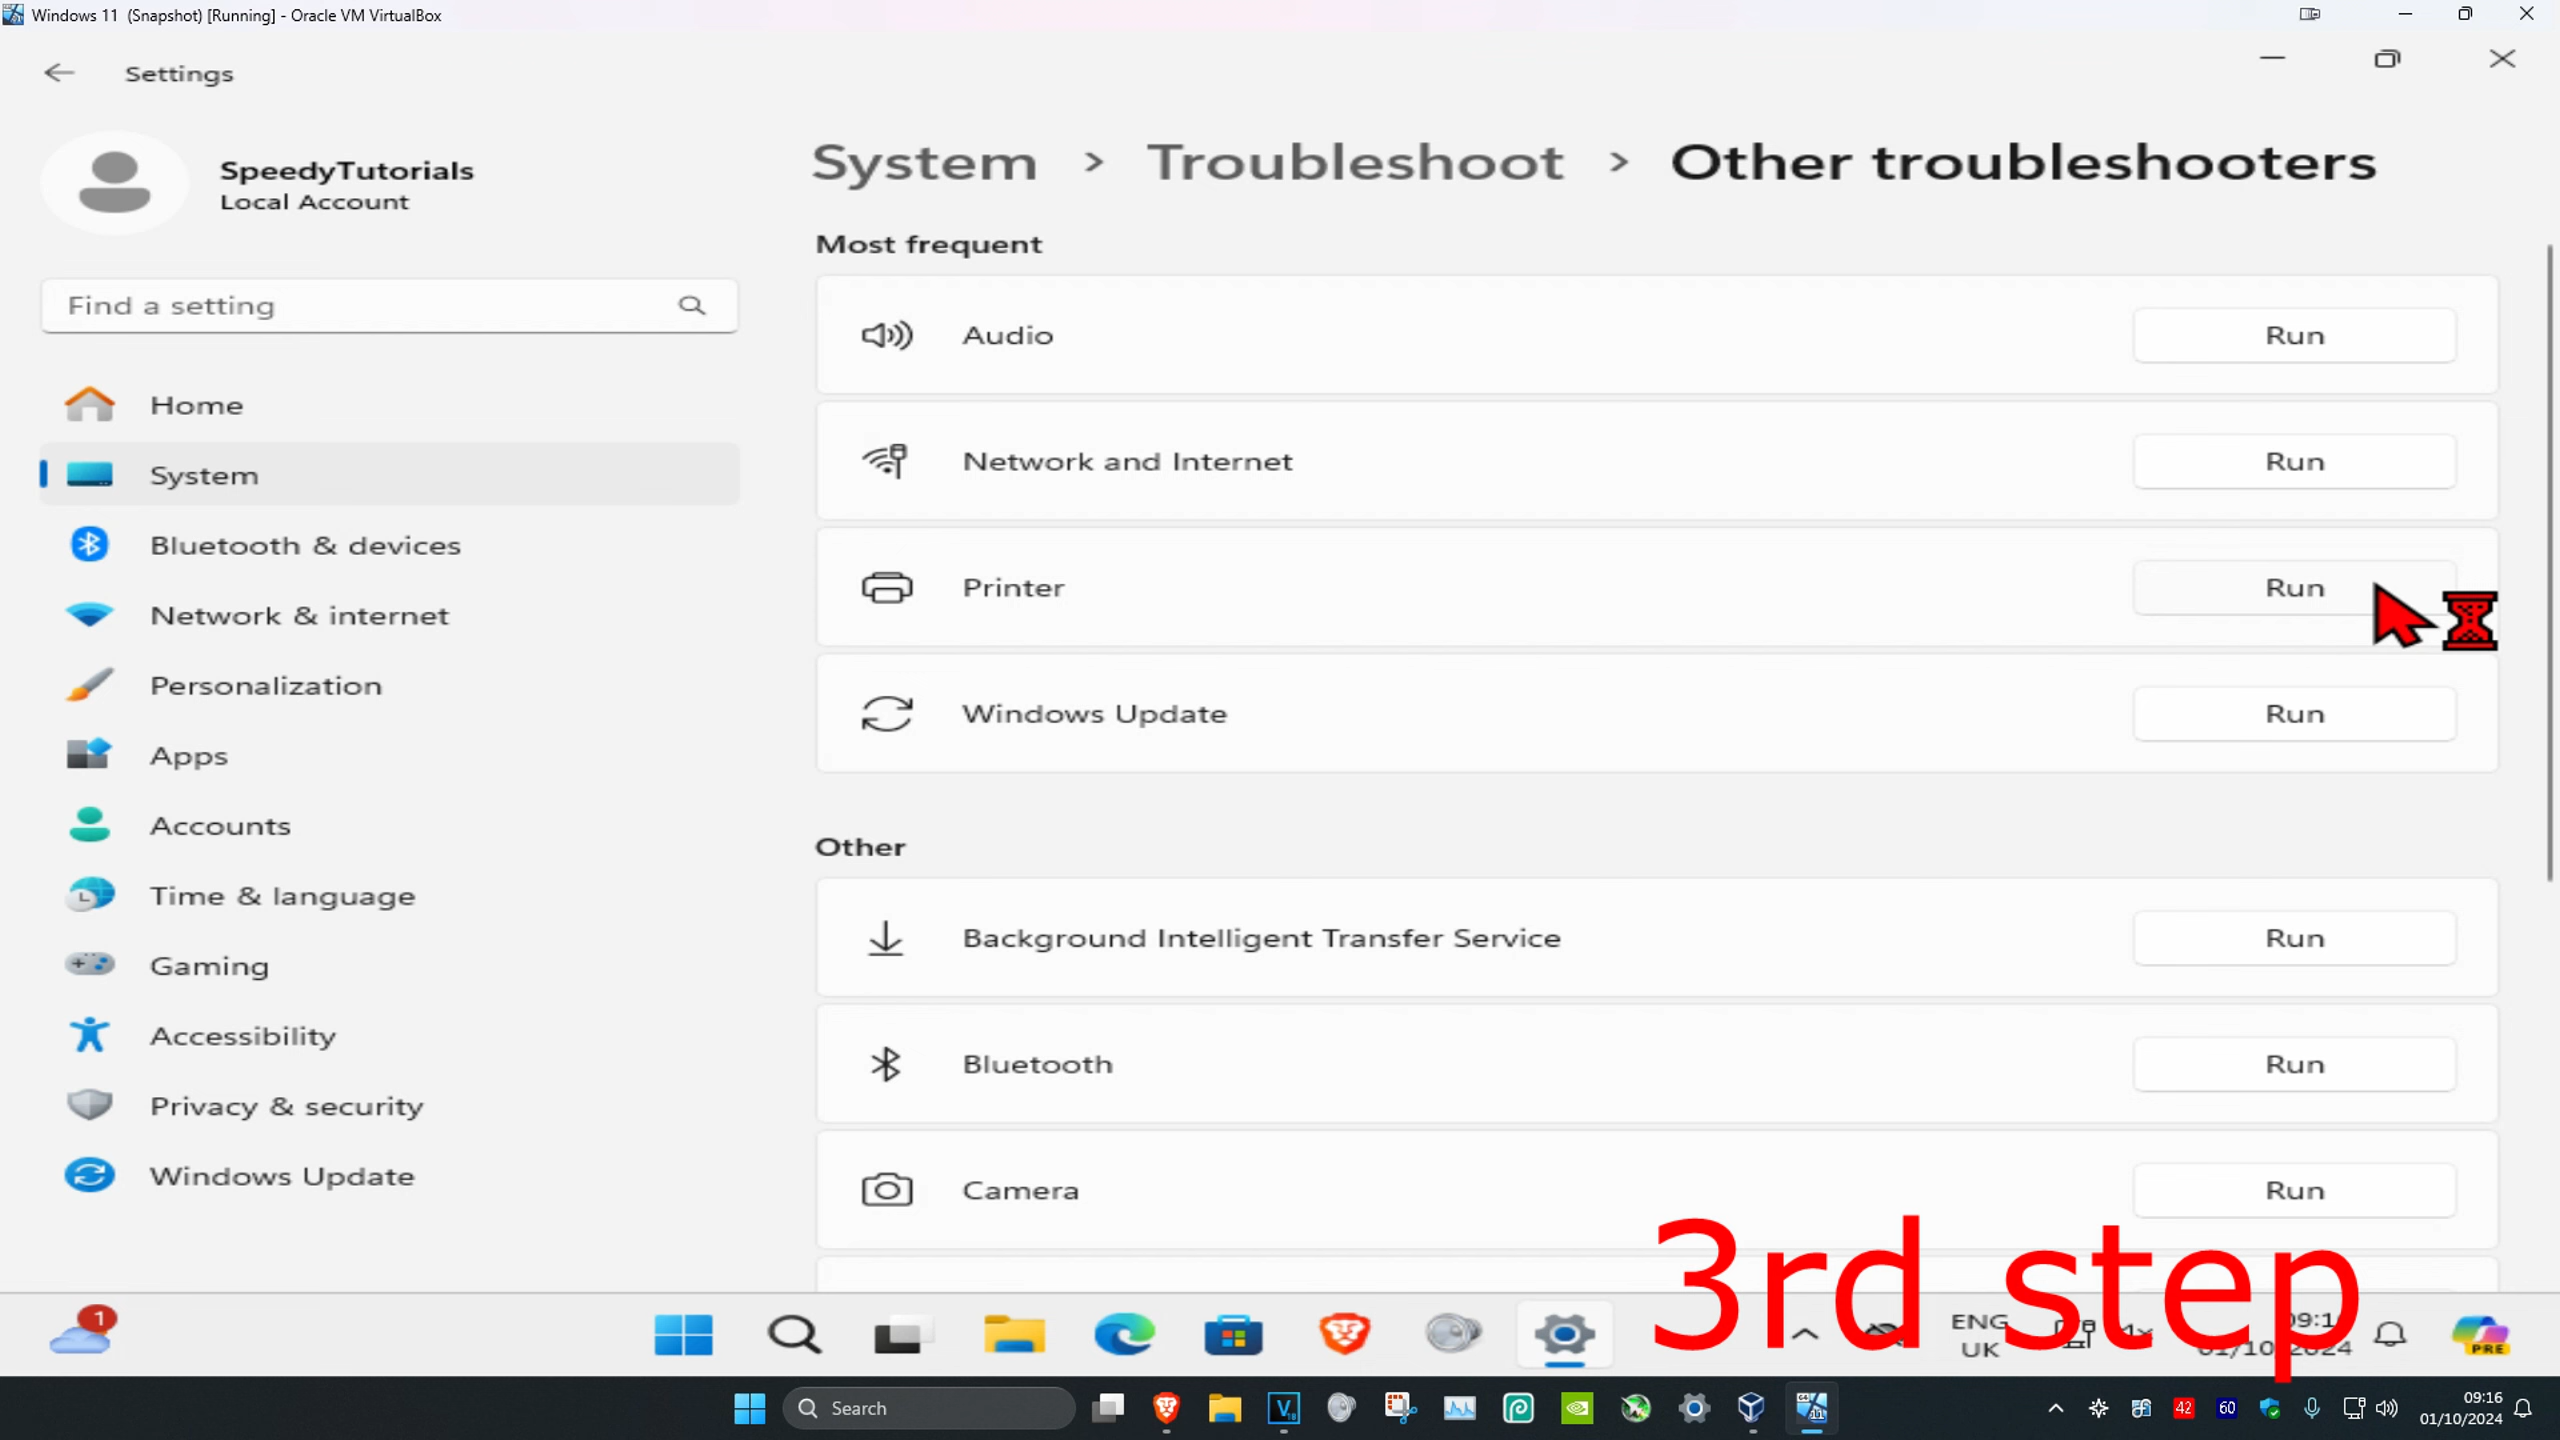 Windows 11 (Snapshot) [Running] - Oracle VM VirtualBox
Settings
SpeedyTutorials
Local Account
Find a setting
Home
System
Bluetooth & devices
Network & internet
Personalization
Apps
Accounts
Time & language
Gaming
Accessibility
Privacy & security
Windows Update
System > Troubleshoot > Other troubleshooters
Most frequent
Audio Run
Network and Internet Run
Printer Run
Windows Update Run
Other
Background Intelligent Transfer Service Run
Bluetooth Run
Camera Run
3rd step
1
ENG
UK
PRE
Search
42
60
09:16
01/10/2024